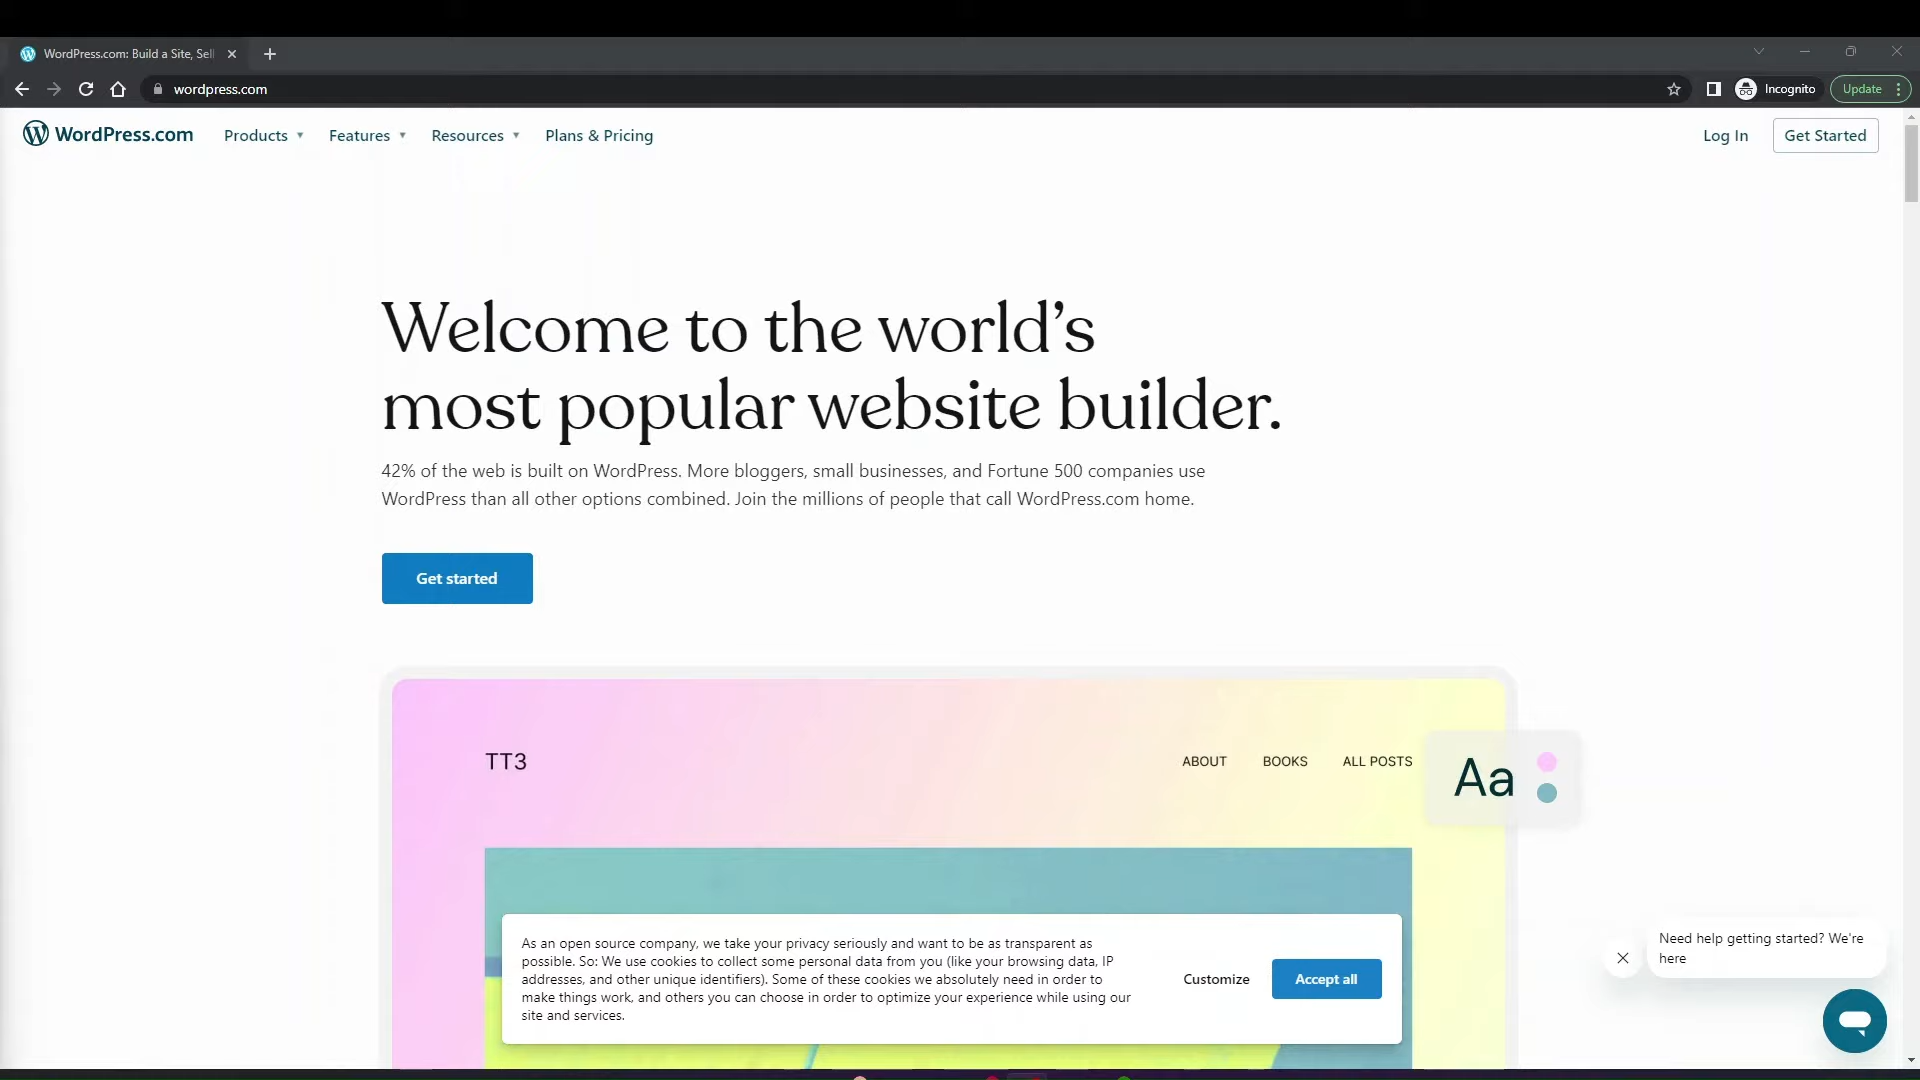 WordPress.com: Build a Site, Sel
wordpress.com
Incognito
Update
WordPress.com
Products
Features
Resources
Plans & Pricing
Log In
Get Started
Welcome to the world’s
most popular website builder.
42% of the web is built on WordPress. More bloggers, small businesses, and Fortune 500 companies use
WordPress than all other options combined. Join the millions of people that call WordPress.com home.
Get started
TT3
ABOUT
BOOKS
ALL POSTS
Aa
As an open source company, we take your privacy seriously and want to be as transparent as
possible. So: We use cookies to collect some personal data from you (like your browsing data, IP
addresses, and other unique identifiers). Some of these cookies we absolutely need in order to
make things work, and others you can choose in order to optimize your experience while using our
site and services.
Customize
Accept all
Need help getting started? We're
here